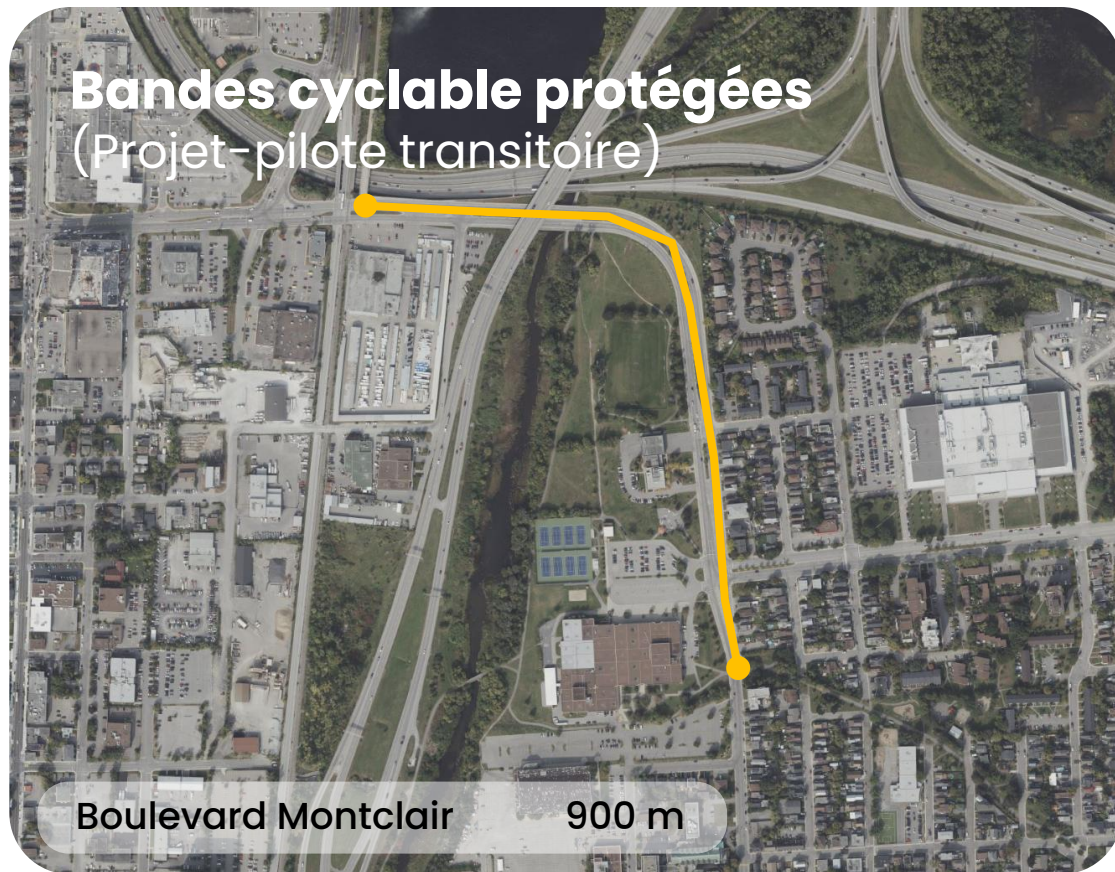 Bandes cyclable protégées
(Projet-pilote transitoire)
Boulevard Montclair 900 m